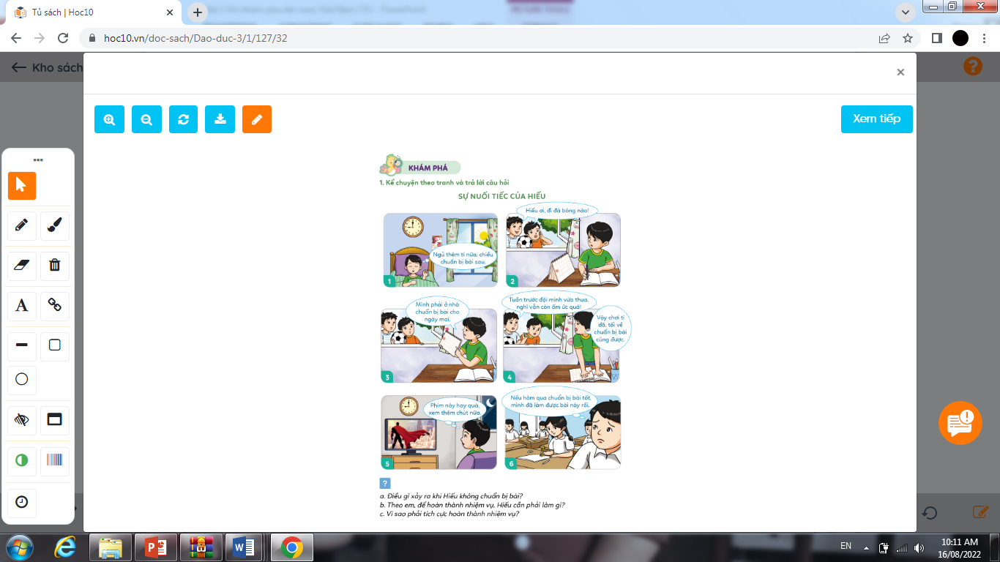 Tủ sách | Hoc10
hoc10.vn/doc-sach/Dao-duc-3/1/127/32
Kho sách
Xem tiếp
KHÁM PHÁ
1. Kể chuyện theo tranh và trả lời câu hỏi
SỰ NUỐI TIẾC CỦA HIẾU
Ngủ thêm tí nữa, chiều
chuẩn bị bài sau.
1
Hiếu ơi, đi đá bóng nào!
2
Mình phải ở nhà
chuẩn bị bài cho
ngày mai.
3
Tuần trước đội mình vừa thua,
nghĩ vẫn còn ấm ức quá!
Vậy chơi tí
đã, tối về
chuẩn bị bài
cũng được.
4
Phim này hay quá,
xem thêm chút nữa.
5
Nếu hôm qua chuẩn bị bài tốt,
mình đã làm được bài này rồi.
6
?
a. Điều gì xảy ra khi Hiếu không chuẩn bị bài?
b. Theo em, để hoàn thành nhiệm vụ, Hiếu cần phải làm gì?
c. Vì sao phải tích cực hoàn thành nhiệm vụ?
EN
10:11 AM
16/08/2022